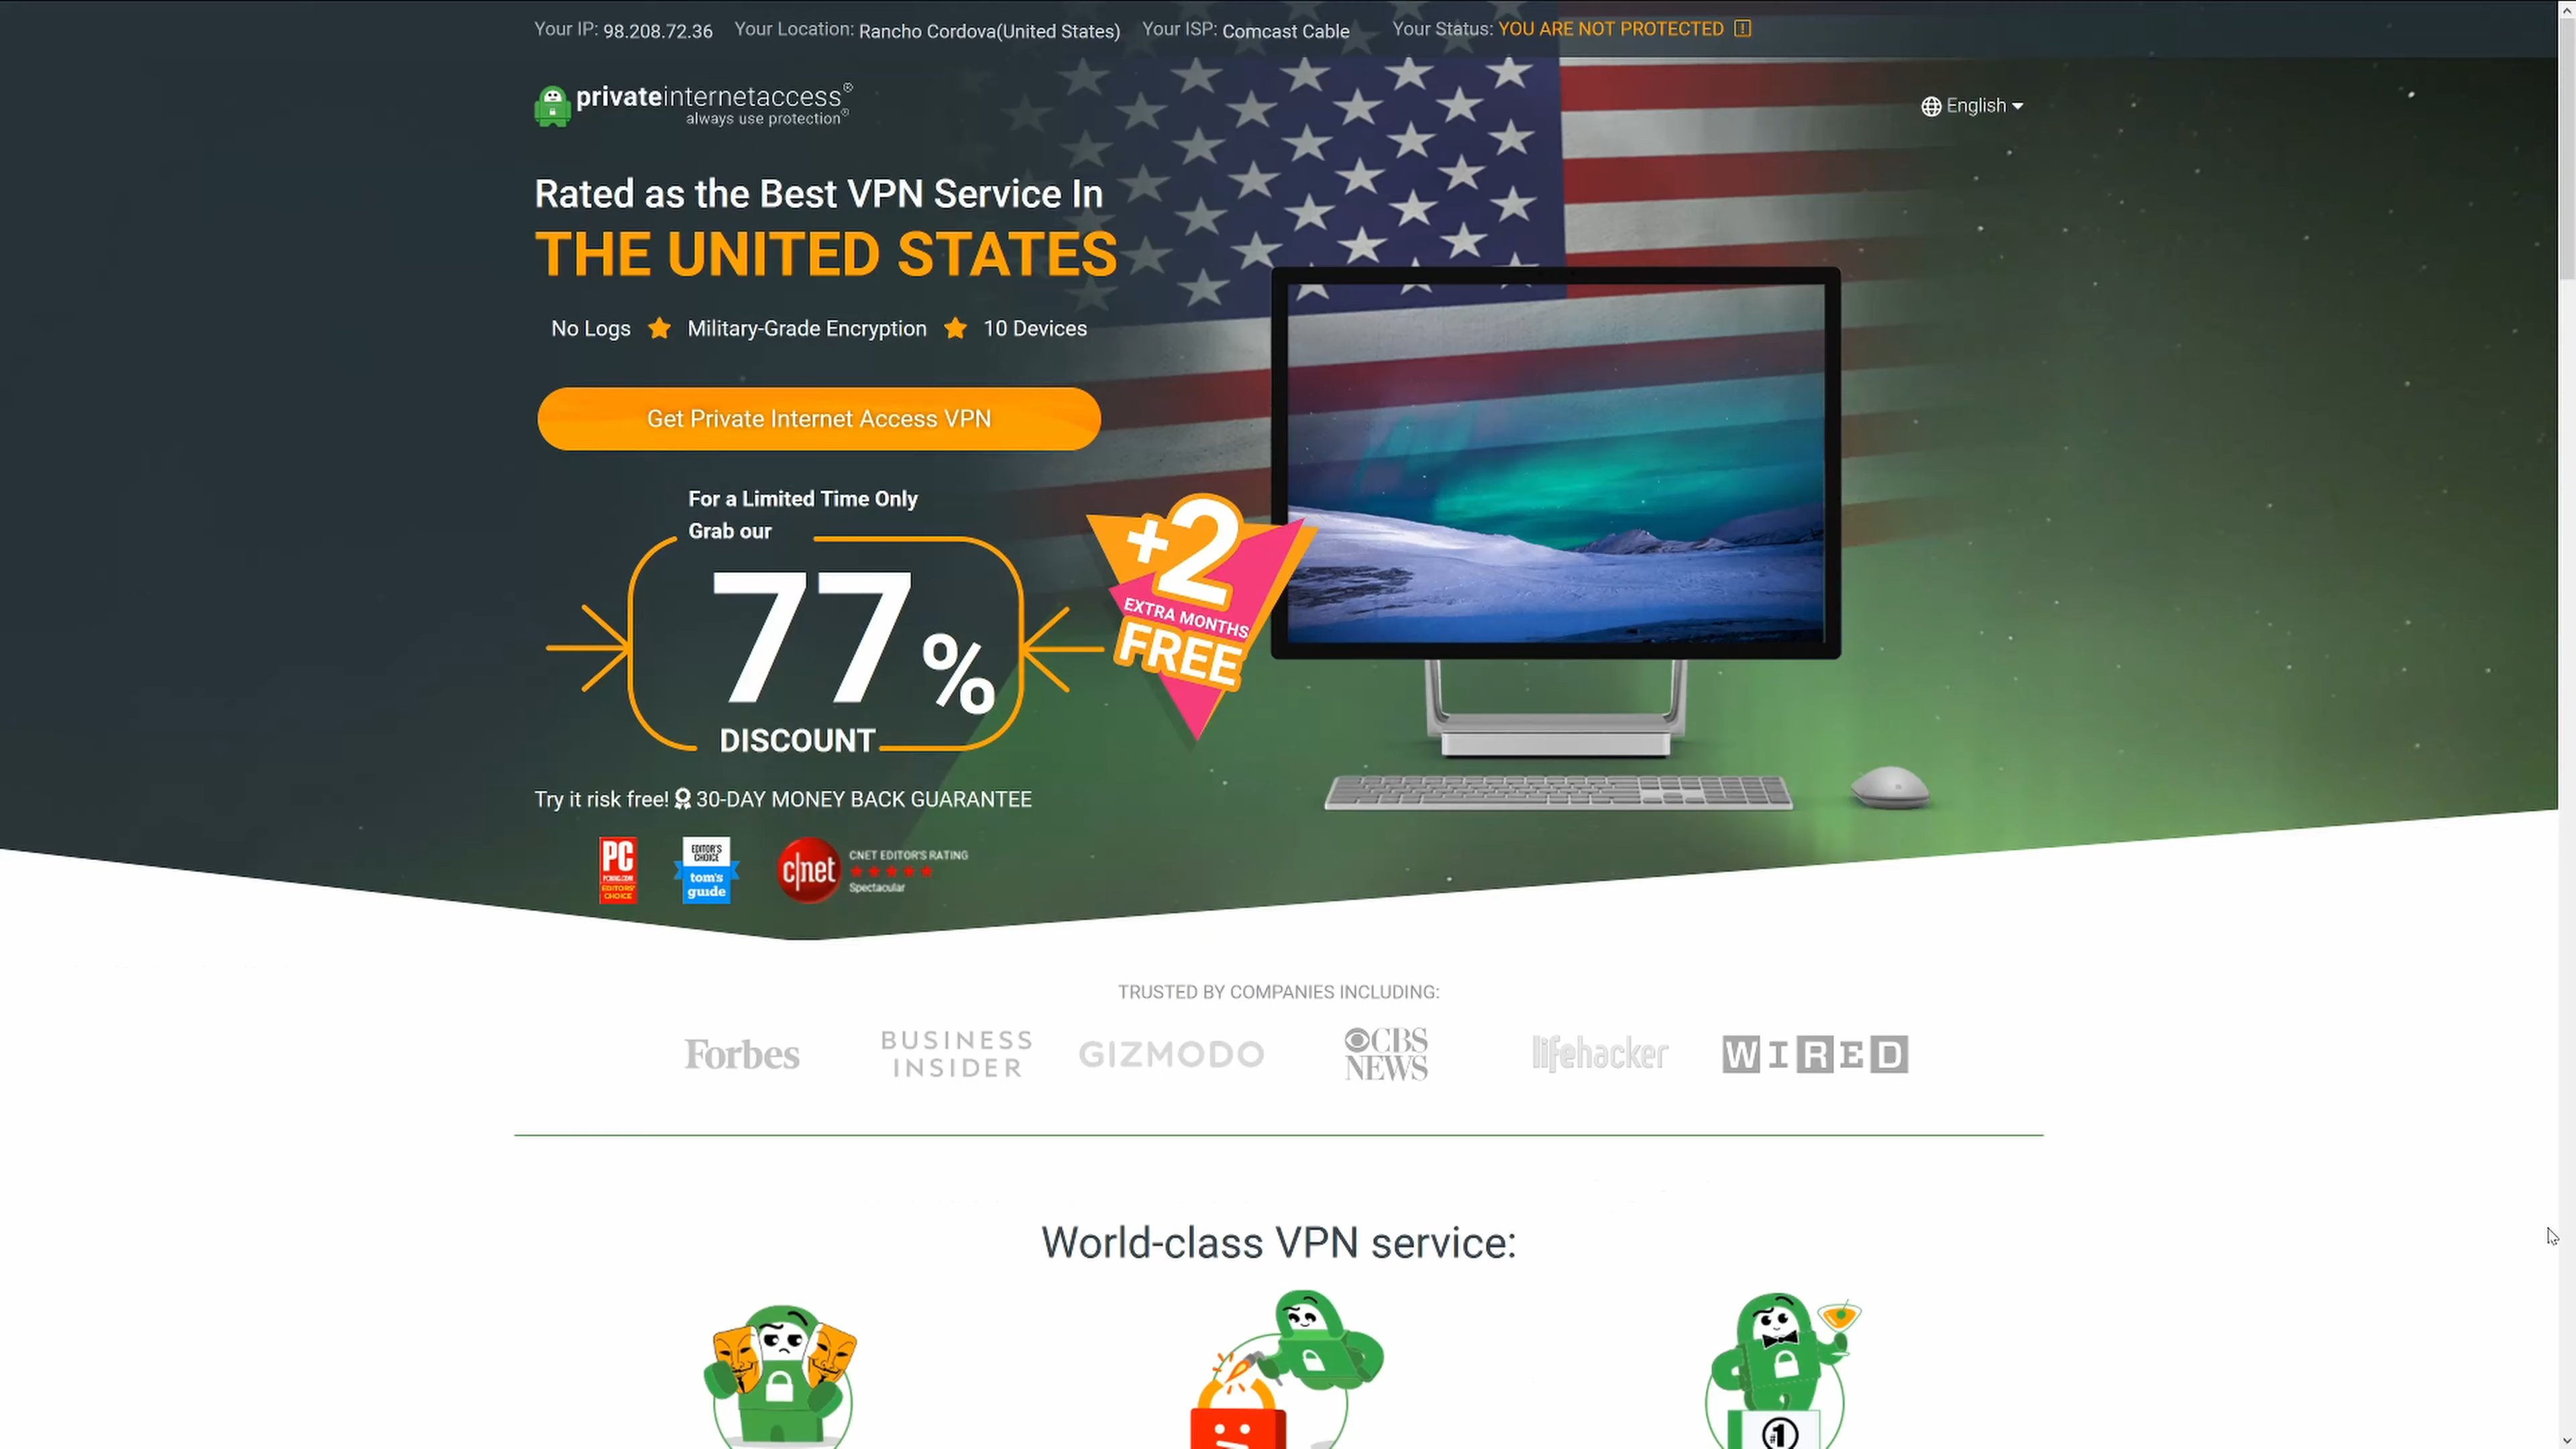 Your IP: 98.208.72.36 Your Location: Rancho Cordova(United States) Your ISP: Comcast Cable Your Status: YOU ARE NOT PROTECTED
privateinternetaccess®
always use protection®
English
Rated as the Best VPN Service In
THE UNITED STATES
No Logs Military-Grade Encryption 10 Devices
Get Private Internet Access VPN
For a Limited Time Only
Grab our
77%
DISCOUNT
+2
EXTRA MONTHS
FREE
Try it risk free! 30-DAY MONEY BACK GUARANTEE
PC
PCMAG.COM
EDITORS'
CHOICE
EDITOR'S
CHOICE
tom's
guide
c|net
CNET EDITOR'S RATING
Spectacular
TRUSTED BY COMPANIES INCLUDING:
Forbes
BUSINESS
INSIDER
GIZMODO
CBS
NEWS
lifehacker
WIRED
World-class VPN service:
#1